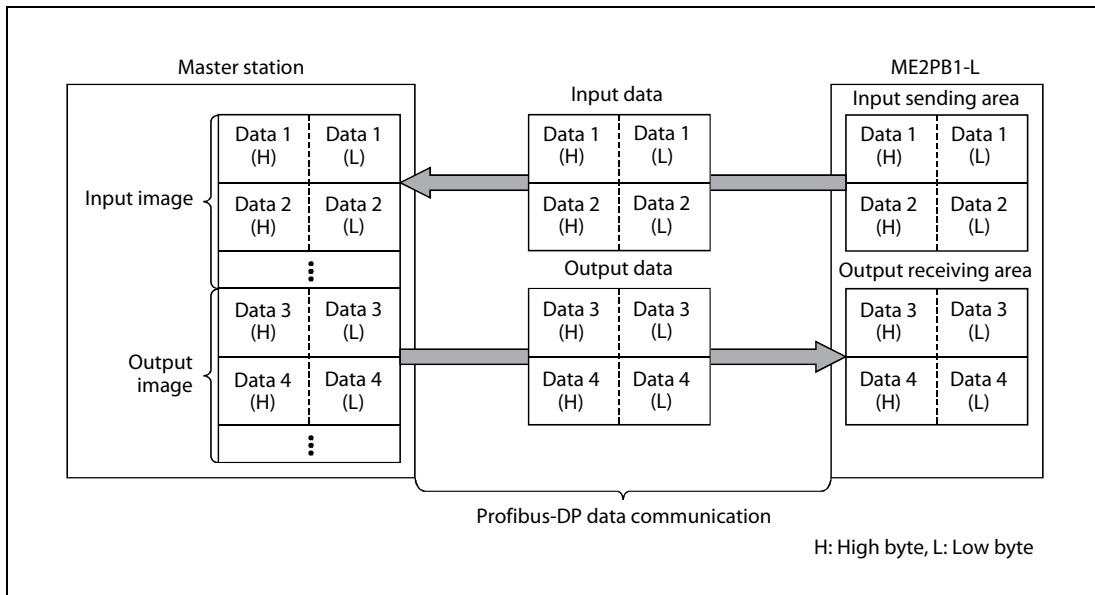 Master station
ME2PB1-L
Input data
Input sending area
Data 1 Data 1 Data 1 Data 1 Data 1 Data 1
(H) (L) (H) (L) (H) (L)
Input image
Data 2 Data 2 Data 2 Data 2 Data 2 Data 2
(H) (L) (H) (L) (H) (L)
Output data
Output receiving area
Data 3 Data 3 Data 3 Data 3 Data 3 Data 3
(H) (L) (H) (L) (H) (L)
Output
image
Data 4 Data 4 Data 4 Data 4 Data 4 Data 4
(H) (L) (H) (L) (H) (L)
Profibus-DP data communication
H: High byte, L: Low byte